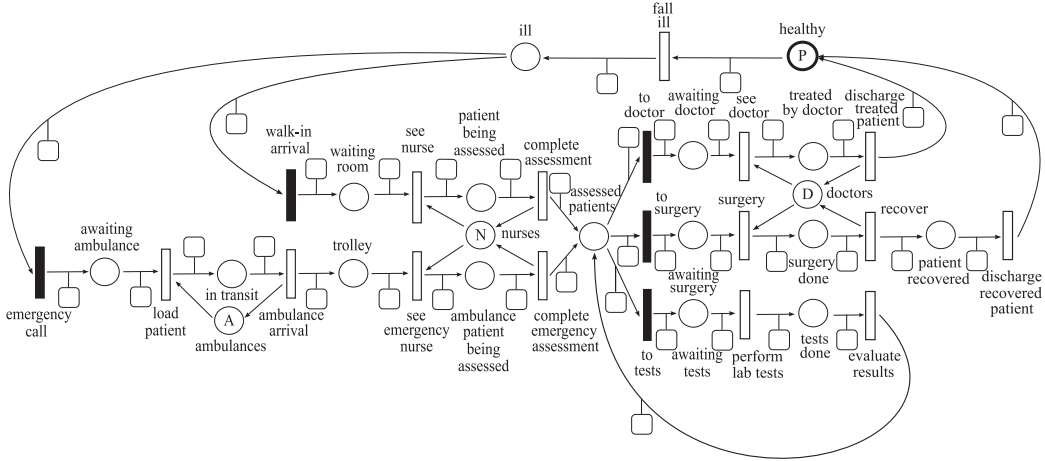 fall
ill
ill
healthy
P
to
doctor
awaiting
doctor
see
doctor
treated
by doctor
discharge
treated
patient
walk-in
arrival
waiting
room
see
nurse
patient
being
assessed
complete
assessment
assessed
patients
D
doctors
to
surgery
surgery
recover
awaiting
ambulance
trolley
N
nurses
awaiting
surgery
surgery
done
patient
recovered
discharge
recovered
patient
emergency
call
load
patient
in transit
A
ambulances
ambulance
arrival
see
emergency
nurse
ambulance
patient
being
assessed
complete
emergency
assessment
to
tests
awaiting
tests
perform
lab tests
tests
done
evaluate
results